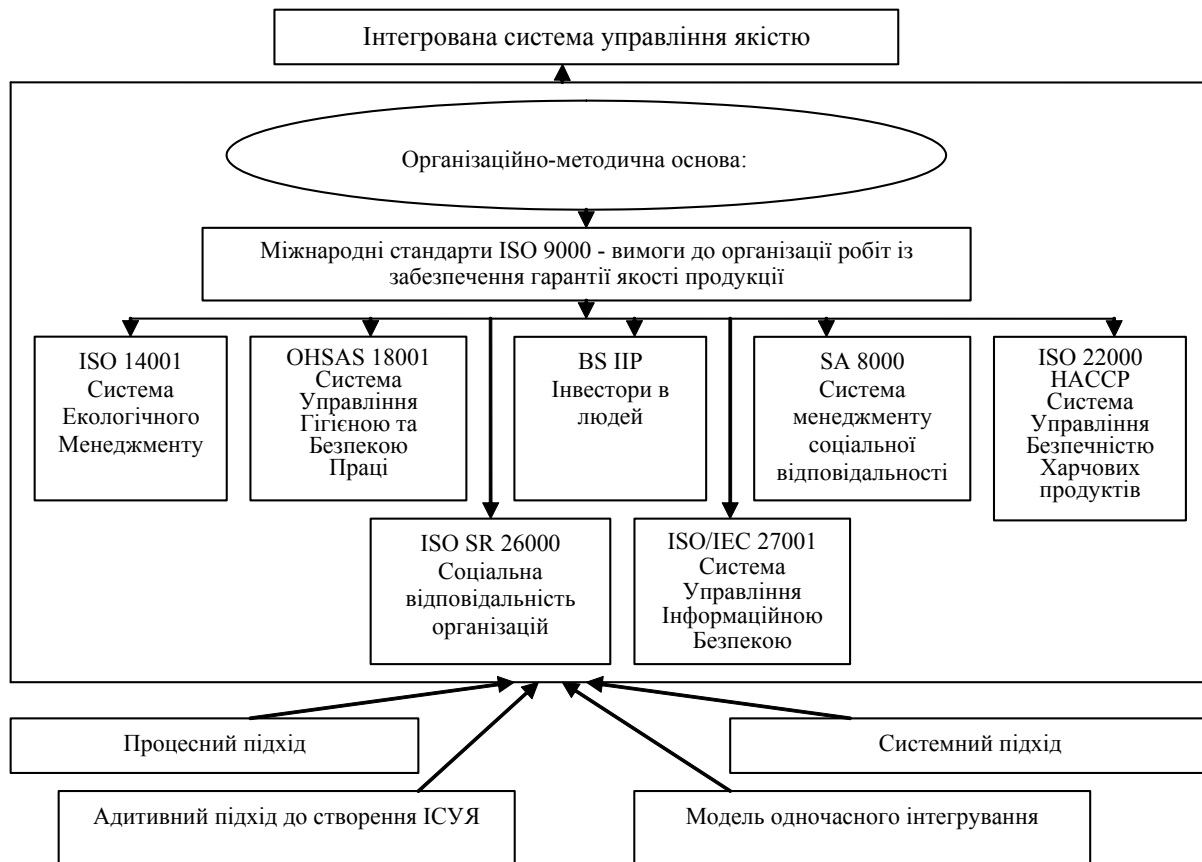 Інтегрована система управління якістю
Організаційно-методична основа:
Міжнародні стандарти ISO 9000 - вимоги до організації робіт із
забезпечення гарантії якості продукції
ISO 14001
Система
Екологічного
Менеджменту
OHSAS 18001
Система
Управління
Гігієною та
Безпекою
Праці
BS IIP
Інвестори в
людей
SA 8000
Система
менеджменту
соціальної
відповідальності
ISO 22000
HACCP
Система
Управління
Безпечністю
Харчових
продуктів
ISO SR 26000
Соціальна
відповідальність
організацій
ISO/IEC 27001
Система
Управління
Інформаційною
Безпекою
Процесний підхід
Системний підхід
Адитивний підхід до створення ІСУЯ
Модель одночасного інтегрування